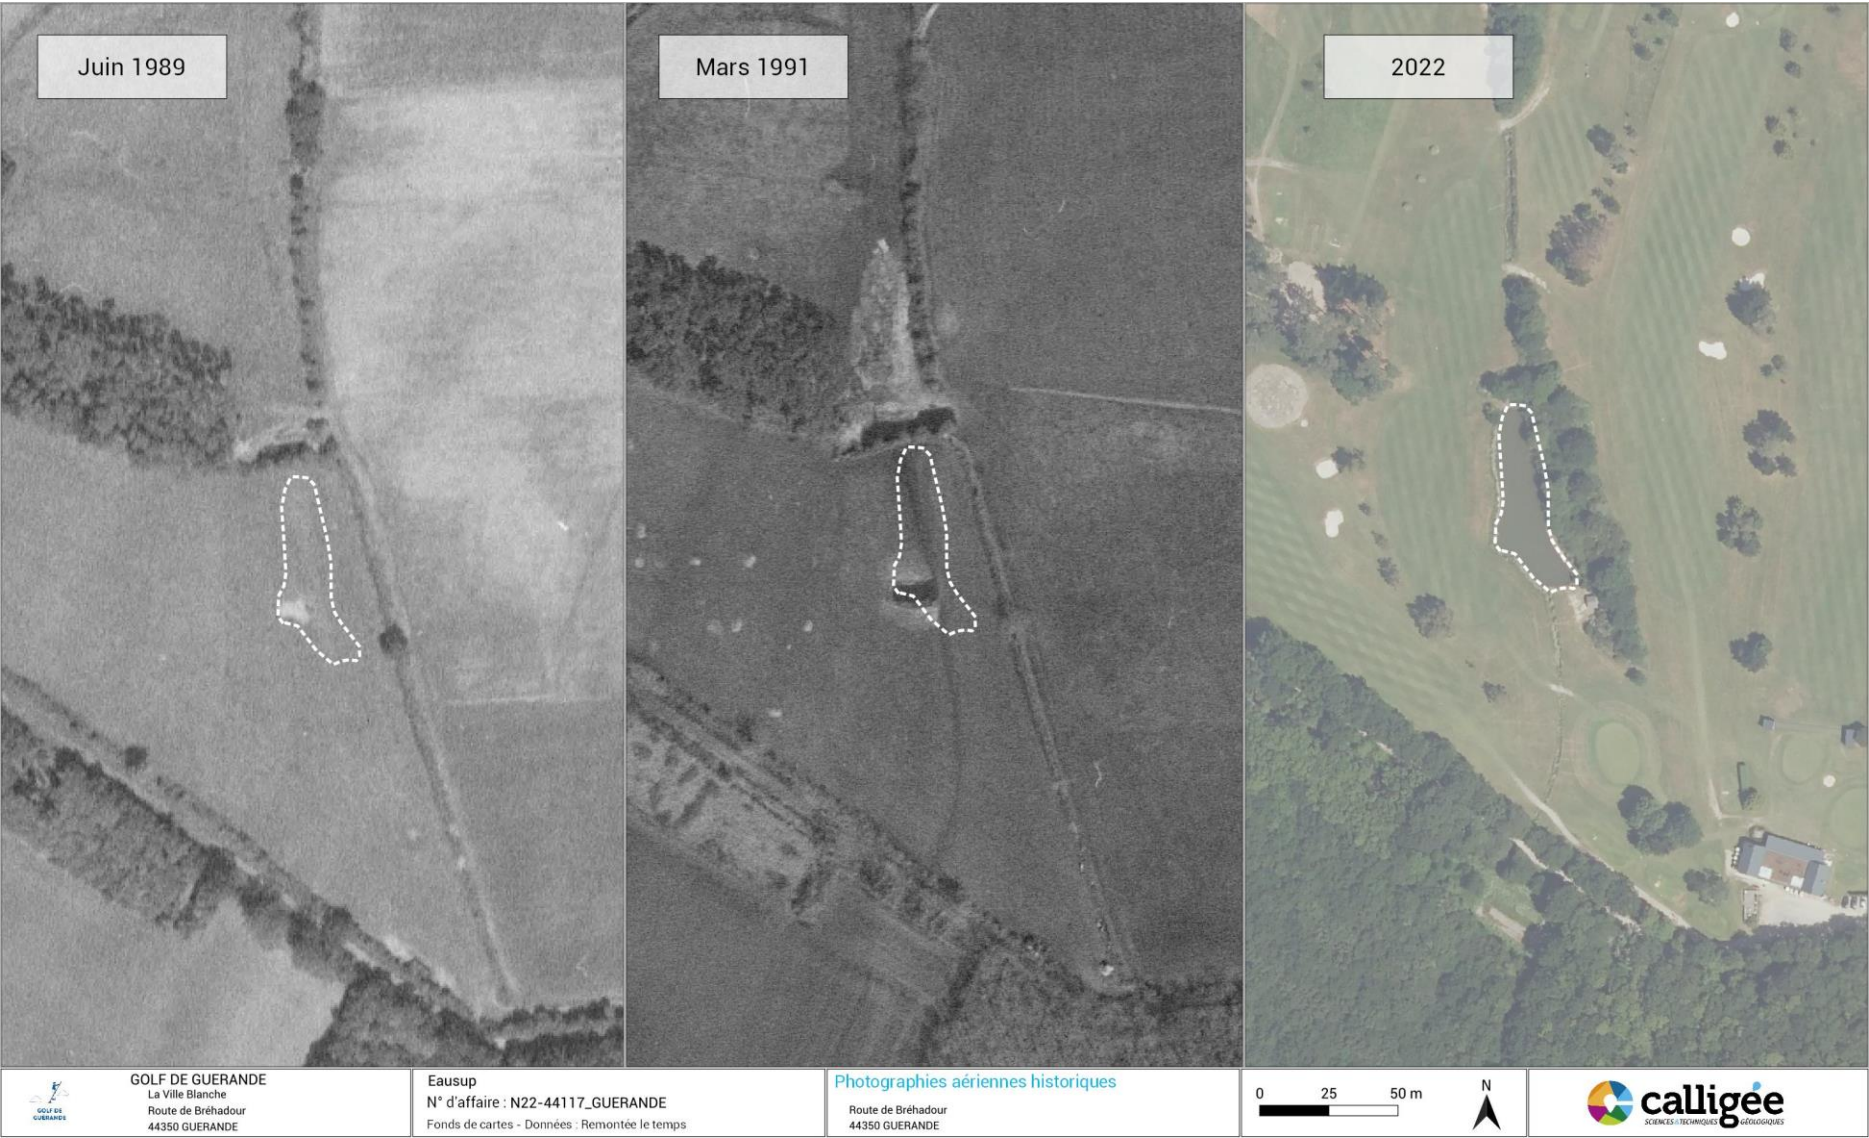 Juin 1989
Mars 1991
2022
GOLF DE GUÉRANDE
GOLF DE GUERANDE
La Ville Blanche
Route de Bréhadour
44350 GUERANDE
Eausup
N° d'affaire : N22-44117_GUERANDE
Fonds de cartes - Données : Remontée le temps
Photographies aériennes historiques
Route de Bréhadour
44350 GUERANDE
0 25 50 m
N
calligée
SCIENCES & TECHNIQUES GÉOLOGIQUES